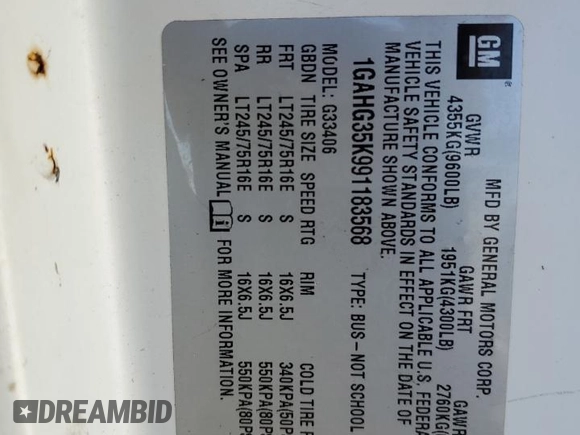 GM
MFD BY GENERAL MOTORS CORP.
GVWR GAWR FRT GAWR
4355KG(9600LB) 1951KG(4300LB) 2760KG(
THIS VEHICLE CONFORMS TO ALL APPLICABLE U.S. FEDERA
VEHICLE SAFETY STANDARDS IN EFFECT ON THE DATE OF
MANUFACTURE SHOWN ABOVE.
1GAHG35K991183568 TYPE: BUS-NOT SCHOOL
MODEL: G33406
GBDN TIRE SIZE SPEED RTG RIM COLD TIRE P
FRT LT245/75R16E S 16X6.5J 340KPA(50P
RR LT245/75R16E S 16X6.5J 550KPA(80P
SPA LT245/75R16E S 16X6.5J 550KPA(80P
SEE OWNER'S MANUAL FOR MORE INFORMATION.
DREAMBID